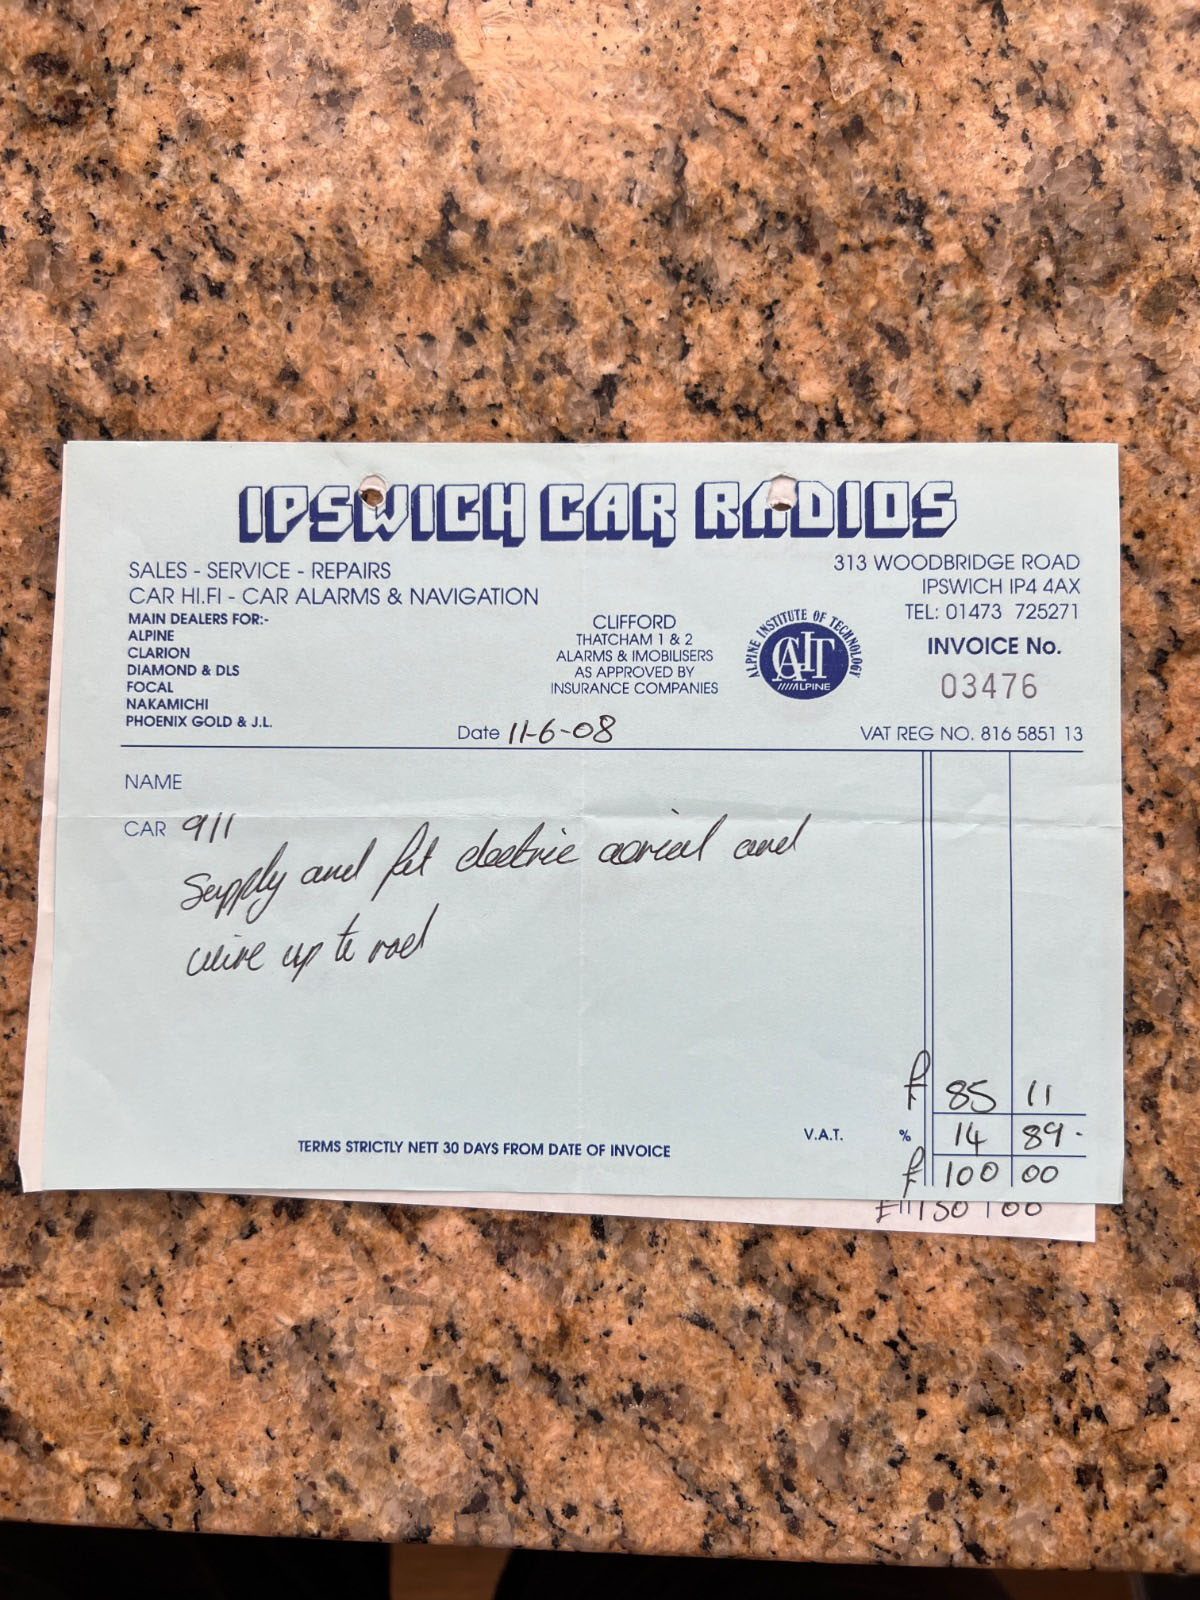 IPSWICH CAR RADIOS
SALES - SERVICE - REPAIRS
CAR HI.FI - CAR ALARMS & NAVIGATION
MAIN DEALERS FOR:-
ALPINE
CLARION
DIAMOND & DLS
FOCAL
NAKAMICHI
PHOENIX GOLD & J.L.
CLIFFORD
THATCHAM 1 & 2
ALARMS & IMOBILISERS
AS APPROVED BY
INSURANCE COMPANIES
ALPINE INSTITUTE OF TECHNOLOGY
AIT
ALPINE
313 WOODBRIDGE ROAD
IPSWICH IP4 4AX
TEL: 01473 725271
INVOICE No.
03476
Date 11-6-08
VAT REG NO. 816 5851 13
NAME
CAR 911
Supply and fit electric aerial and
wire up to
£ 85 11
V.A.T. % 14 89
TERMS STRICTLY NETT 30 DAYS FROM DATE OF INVOICE
£ 100 00
£ 150 00